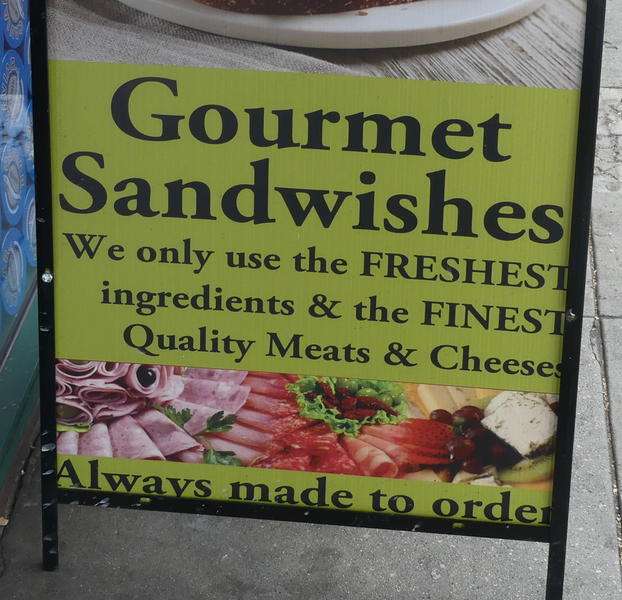 Gourmet
Sandwishes
We only use the FRESHEST
ingredients & the FINEST
Quality Meats & Cheeses
Always made to order